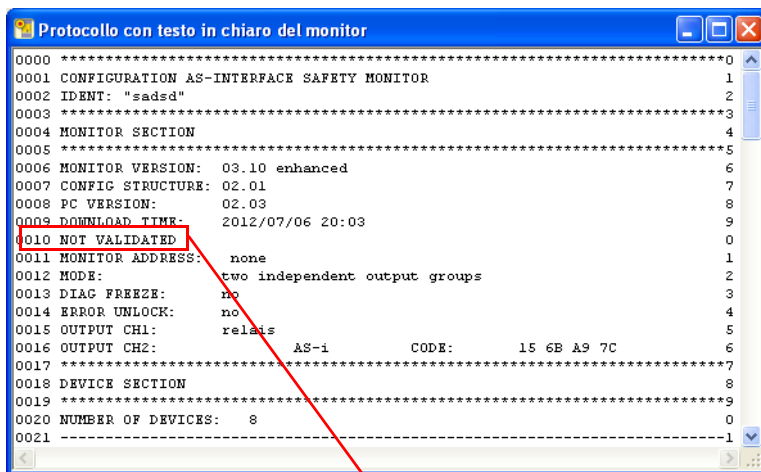 Protocollo con testo in chiaro del monitor
0000 ****************************************************************************0
0001 CONFIGURATION AS-INTERFACE SAFETY MONITOR 1
0002 IDENT: "sadsd" 2
0003 ****************************************************************************3
0004 MONITOR SECTION 4
0005 ****************************************************************************5
0006 MONITOR VERSION: 03.10 enhanced 6
0007 CONFIG STRUCTURE: 02.01 7
0008 PC VERSION: 02.03 8
0009 DOWNLOAD TIME: 2012/07/06 20:03 9
0010 NOT VALIDATED 0
0011 MONITOR ADDRESS: none 1
0012 MODE: two independent output groups 2
0013 DIAG FREEZE: no 3
0014 ERROR UNLOCK: no 4
0015 OUTPUT CH1: relais 5
0016 OUTPUT CH2: AS-i CODE: 15 6B A9 7C 6
0017 ****************************************************************************7
0018 DEVICE SECTION 8
0019 ****************************************************************************9
0020 NUMBER OF DEVICES: 8 0
0021 ----------------------------------------------------------------------------1